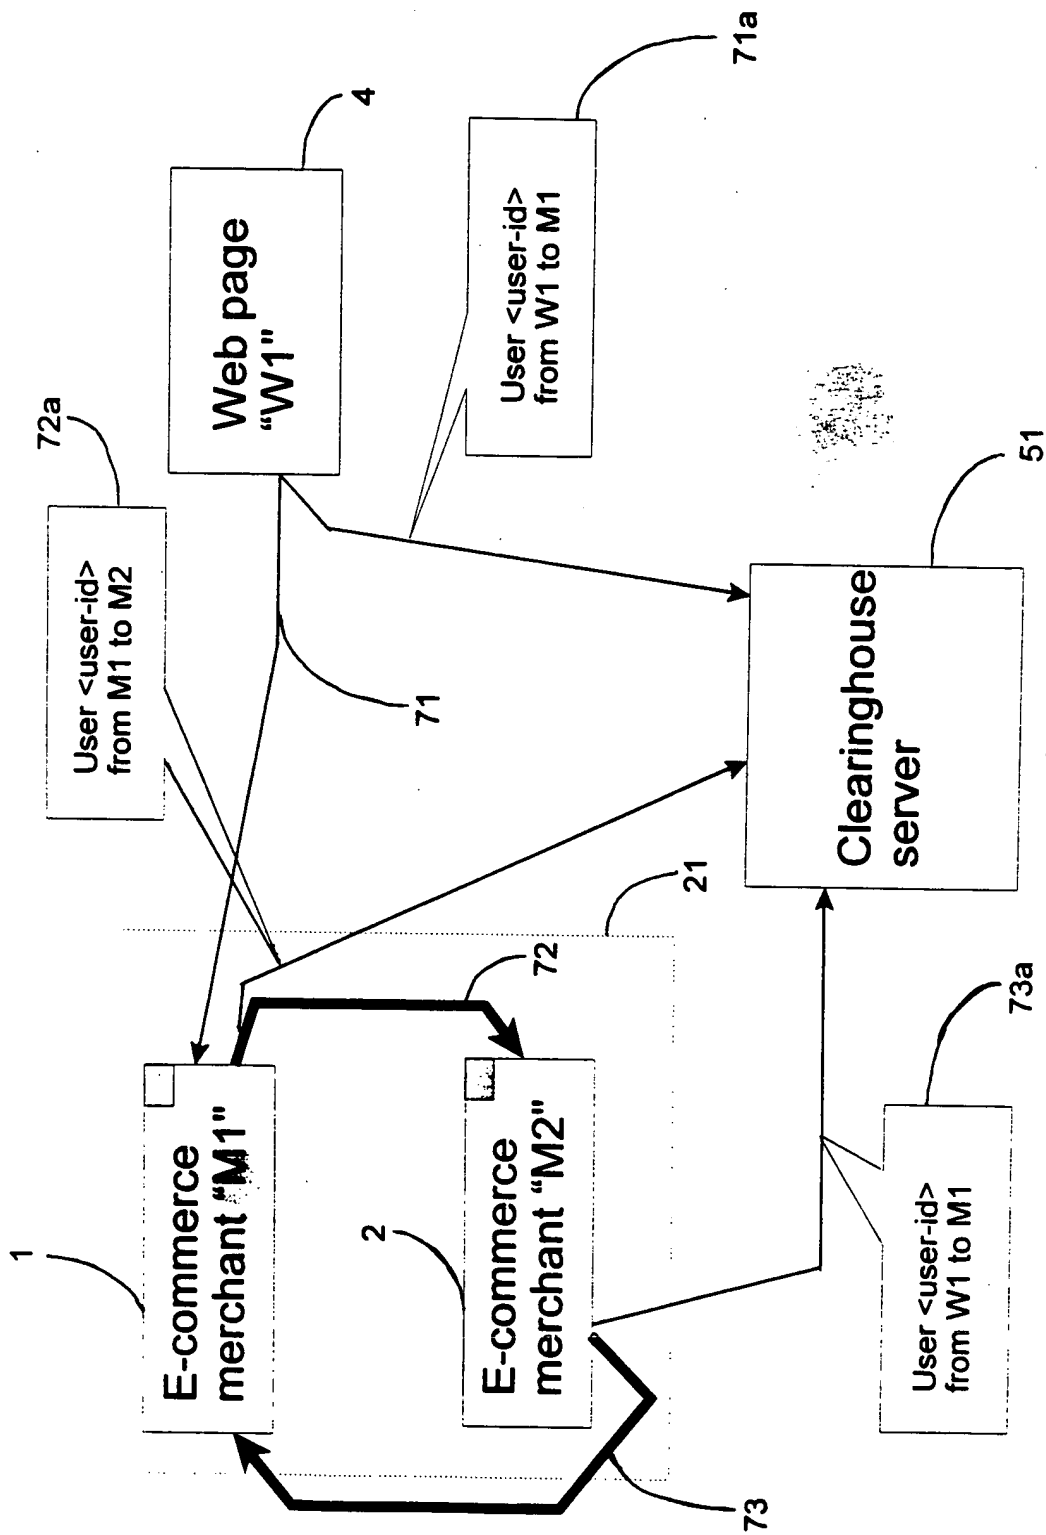 1
E-commerce
merchant “M1"
2
E-commerce
merchant “M2"
73
72
21
72a
User <user-id>
from M1 to M2
71
Web page
“W1"
4
71a
User <user-id>
from W1 to M1
Clearinghouse
server
51
73a
User <user-id>
from W1 to M1